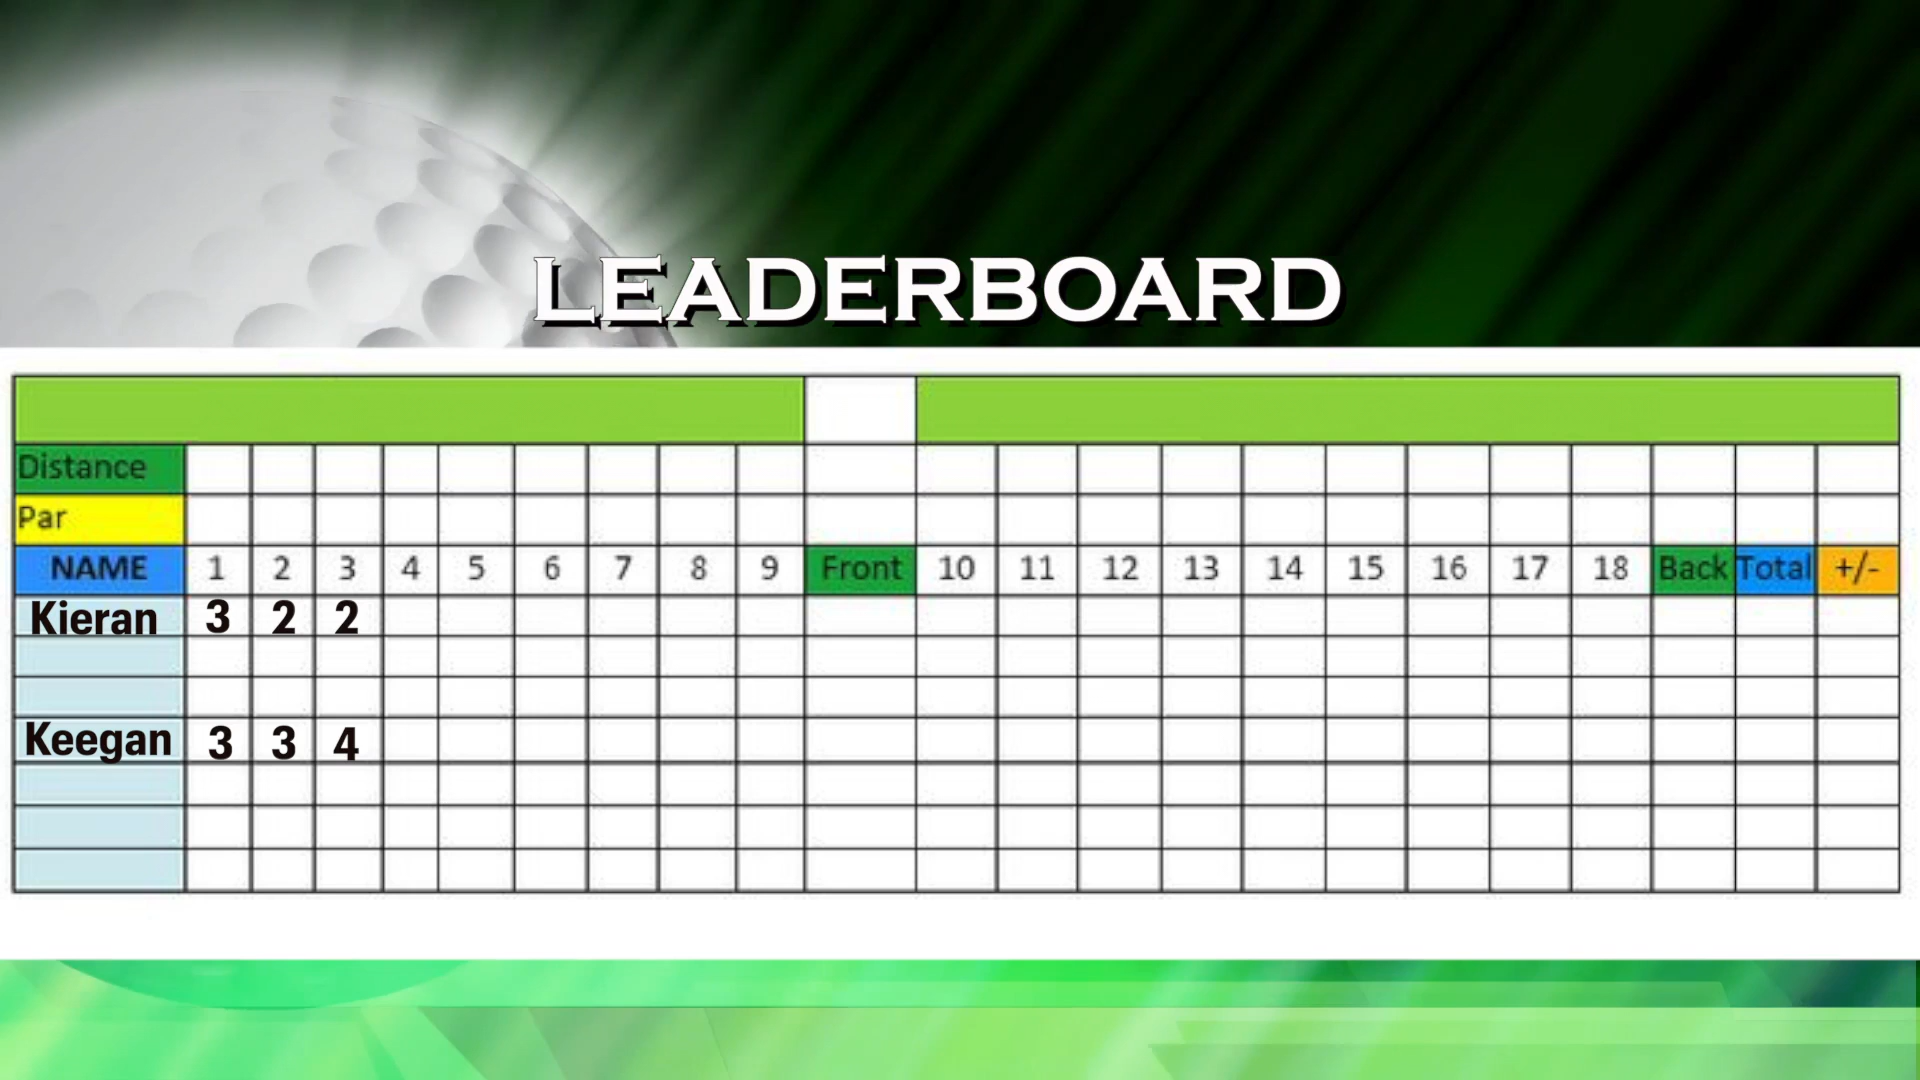 LEADERBOARD
Distance
Par
NAME 1 2 3 4 5 6 7 8 9 Front 10 11 12 13 14 15 16 17 18 Back Total +/-
Kieran 3 2 2
Keegan 3 3 4